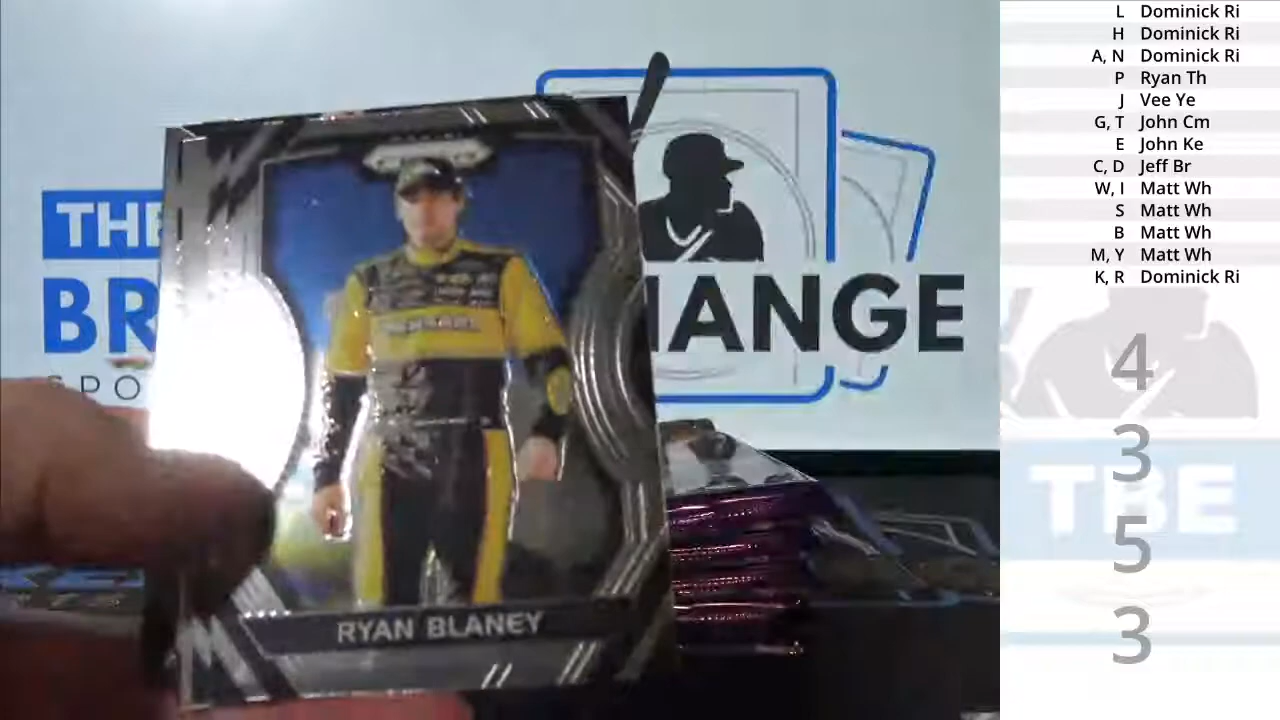 THE
BR
HANGE
SPO
RYAN BLANEY
L Dominick Ri
H Dominick Ri
A, N Dominick Ri
P Ryan Th
J Vee Ye
G, T John Cm
E John Ke
C, D Jeff Br
W, I Matt Wh
S Matt Wh
B Matt Wh
M, Y Matt Wh
K, R Dominick Ri
4
3
TBE
5
3